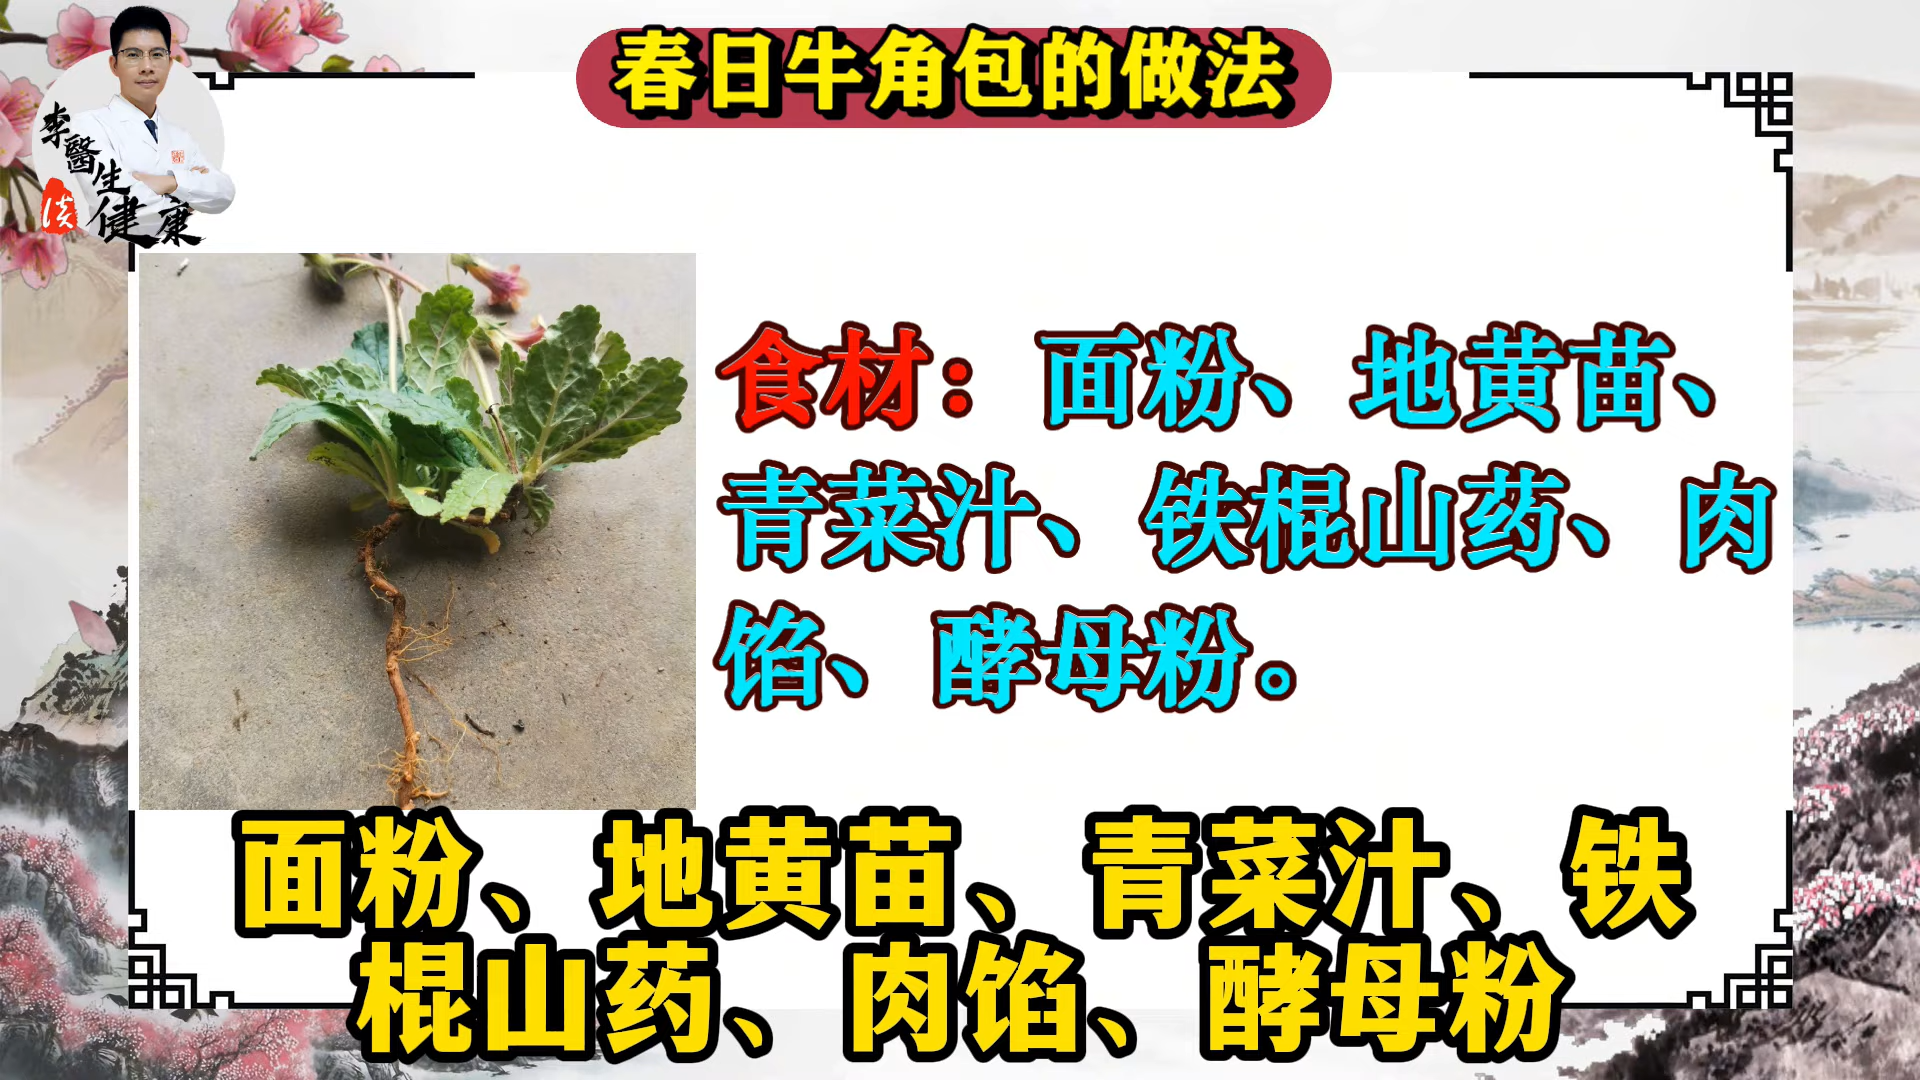 春日牛角包的做法
李醫生
谈
健康
食材：面粉、地黄苗、
青菜汁、铁棍山药、肉
馅、酵母粉。
面粉、地黄苗、青菜汁、铁
棍山药、肉馅、酵母粉